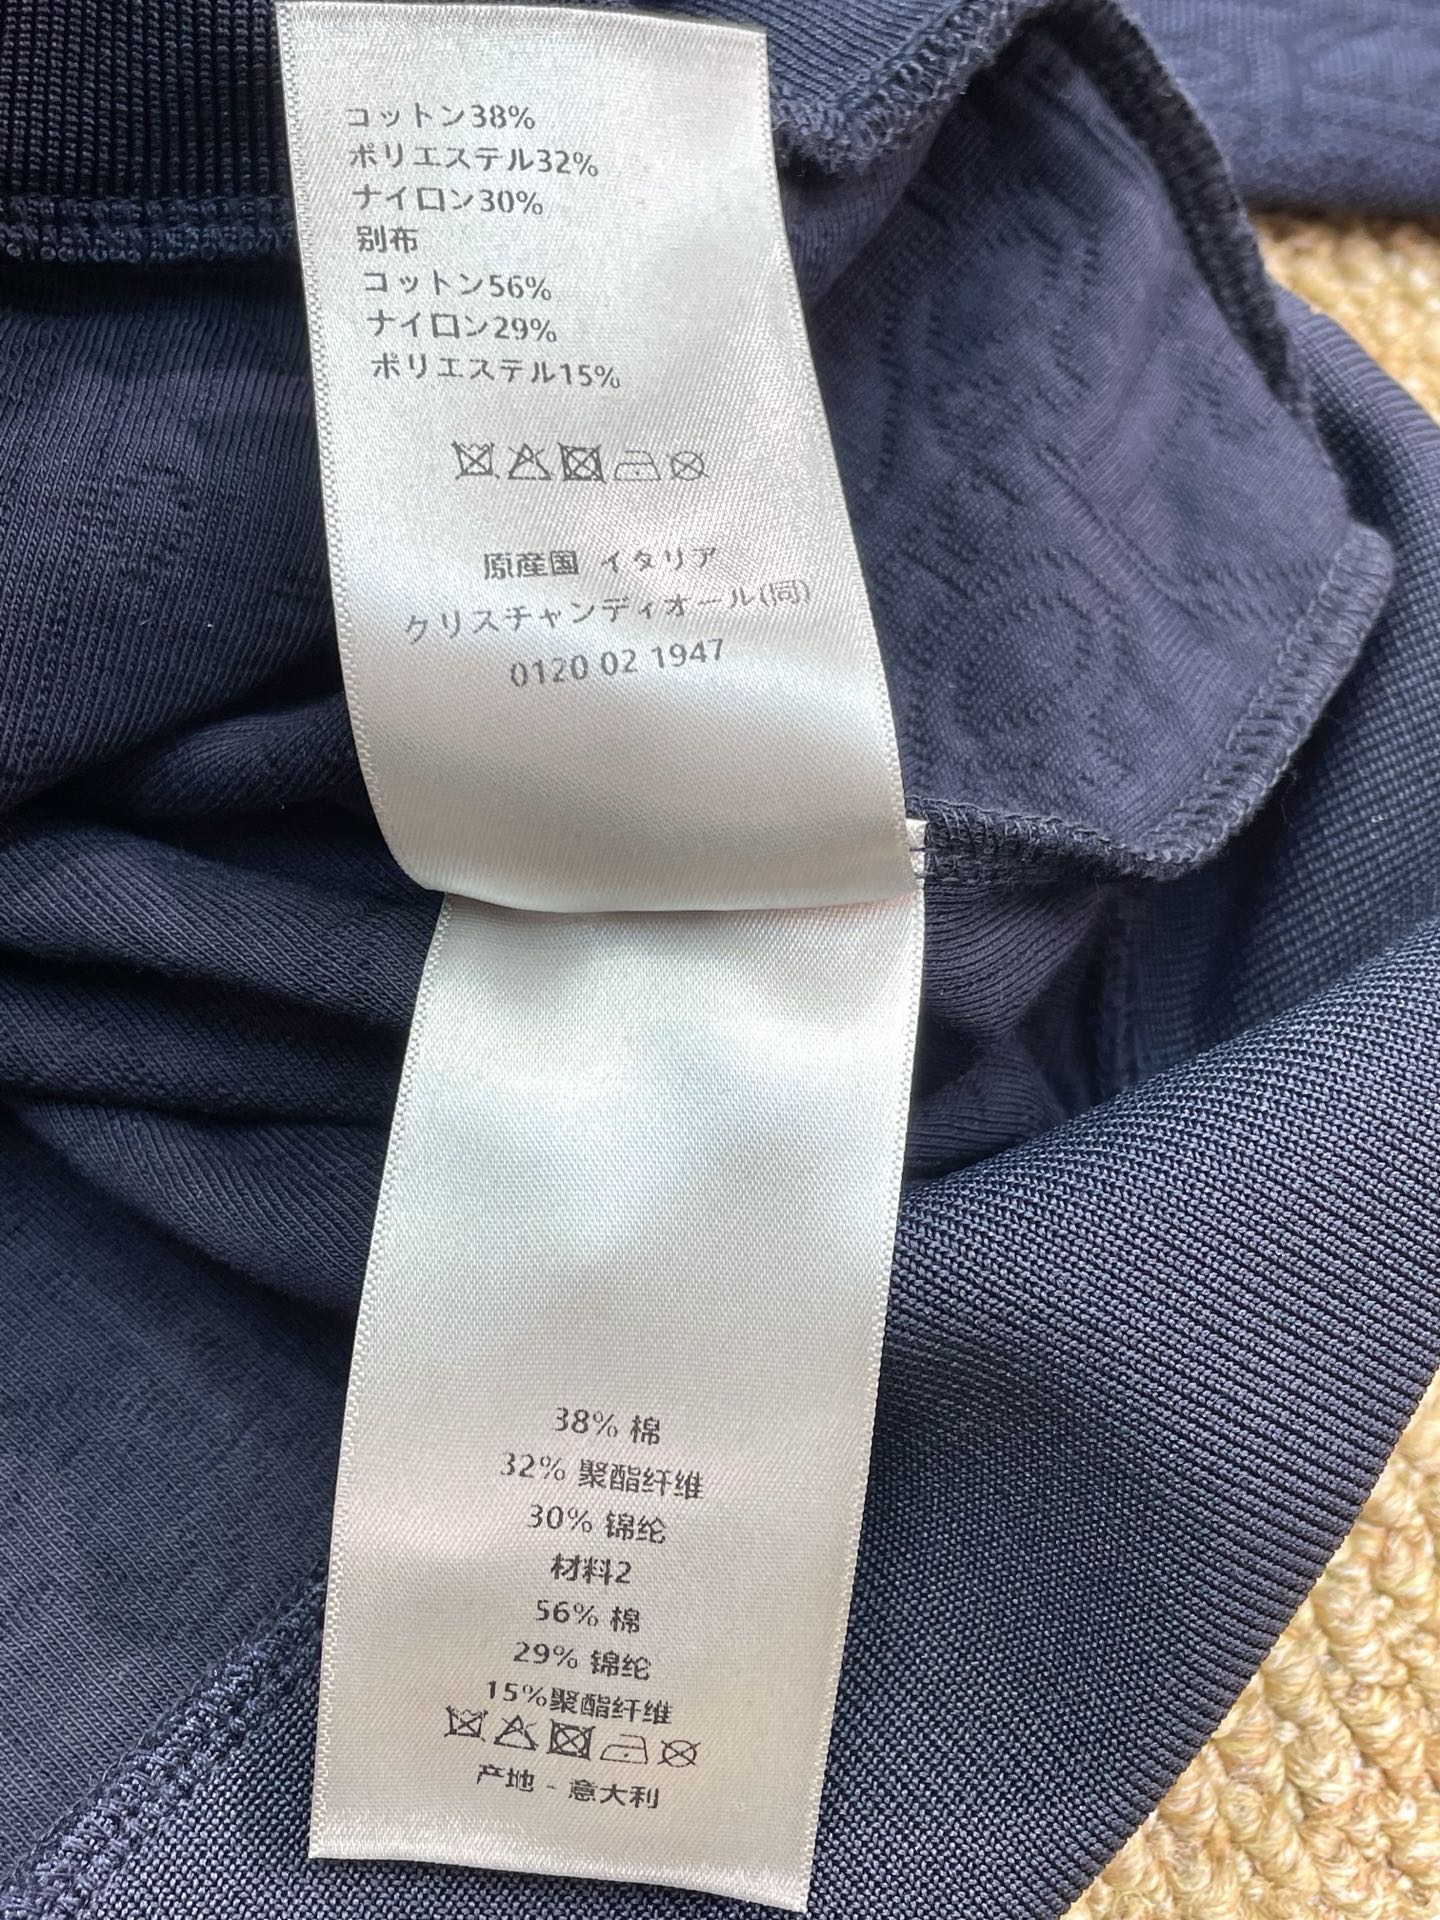 コットン38%
ポリエステル32%
ナイロン30%
別布
コットン56%
ナイロン29%
ポリエステル15%
原産国 イタリア
クリスチャンディオール(同)
0120 02 1947
38% 棉
32% 聚酯纤维
30% 锦纶
材料2
56% 棉
29% 锦纶
15%聚酯纤维
产地 - 意大利